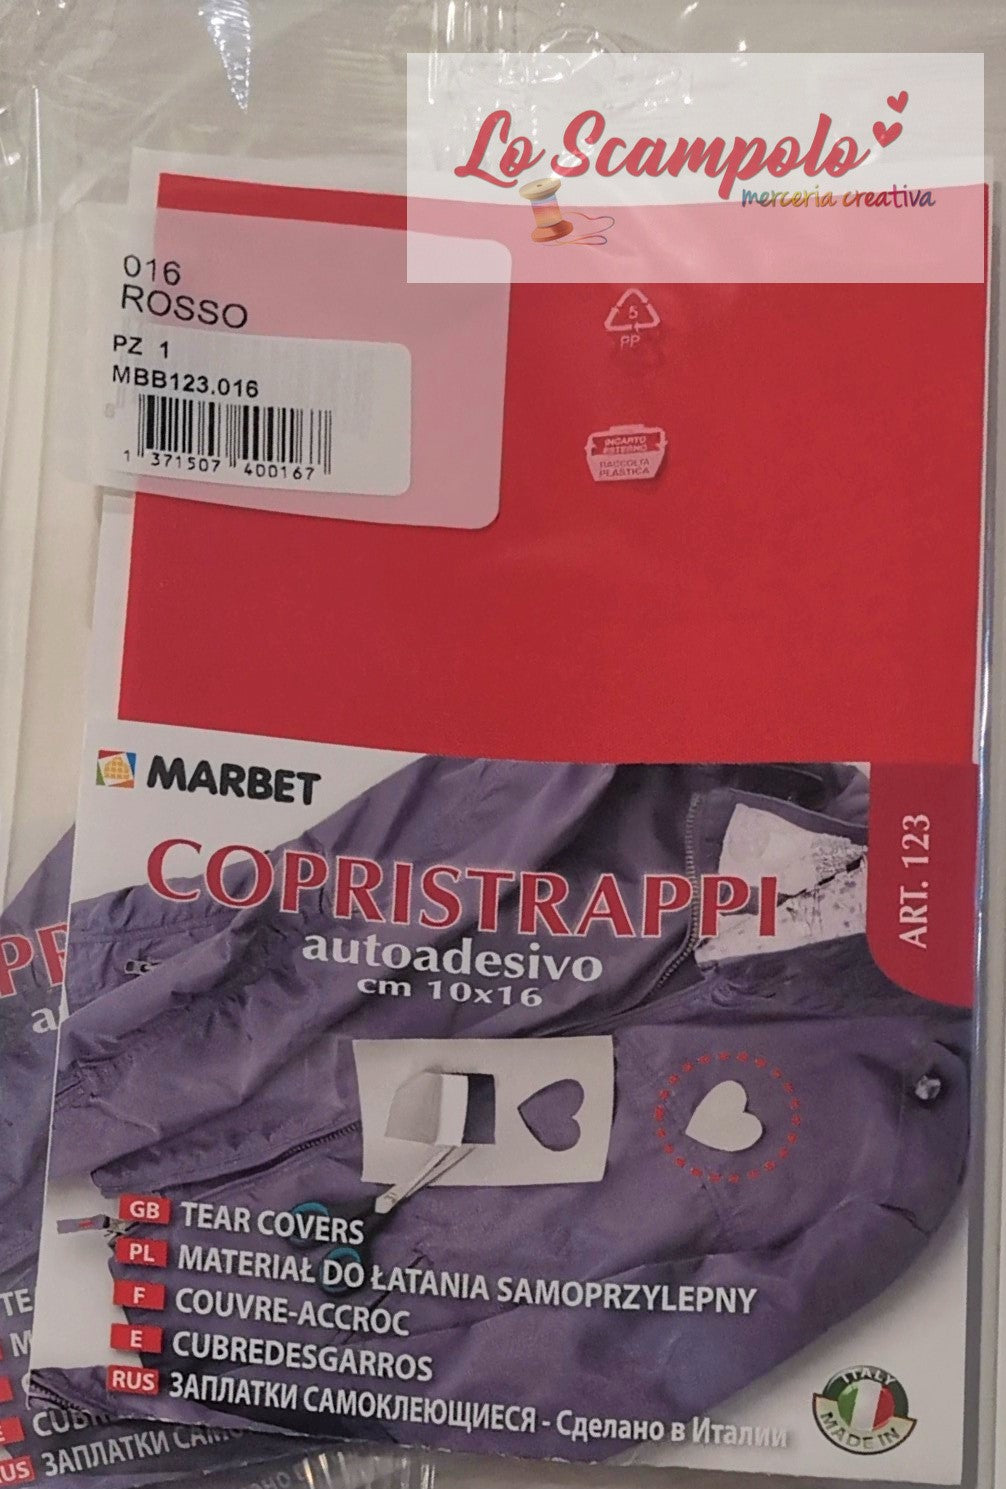 Lo Scampolo
merceria creativa
016
ROSSO
PZ 1
MBB123.016
1 371507 400167
5
PP
INCARTO
ESTERNO
RACCOLTA
PLASTICA
MARBET
COPRISTRAPPI
autoadesivo
cm 10x16
ART. 123
GB TEAR COVERS
PL MATERIAŁ DO ŁATANIA SAMOPRZYLEPNY
F COUVRE-ACCROC
E CUBREDESGARROS
RUS ЗАПЛАТКИ САМОКЛЕЮЩИЕСЯ - Сделано в Италии
ITALY
MADE IN
ЗАПЛАТКИ